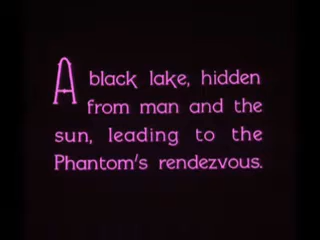 A black lake, hidden
from man and the
sun, leading to the
Phantom's rendezvous.